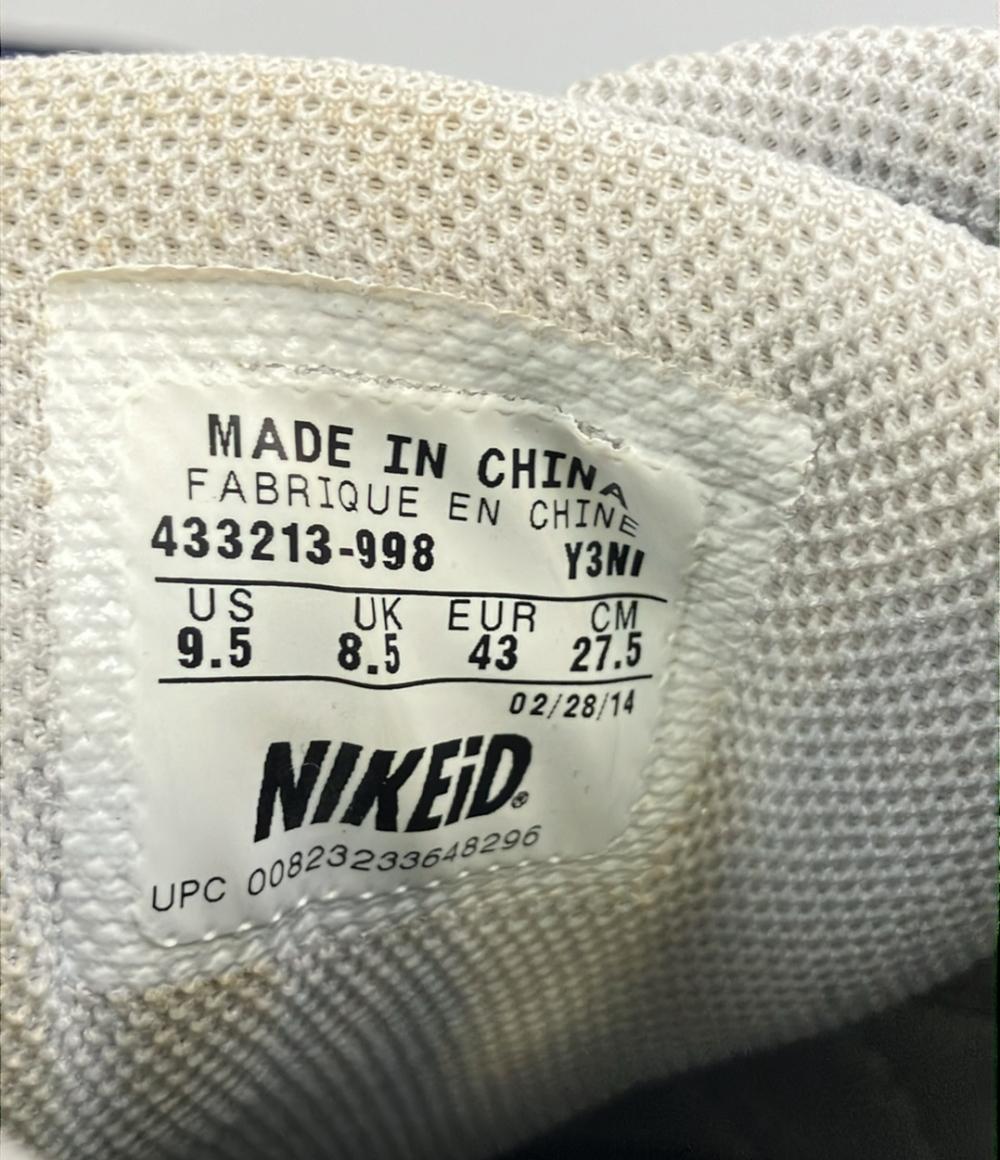 MADE IN CHINA
FABRIQUE EN CHINE
433213-998 Y3NI
US UK EUR CM
9.5 8.5 43 27.5
02/28/14
NIKEiD®
UPC 00823233648296